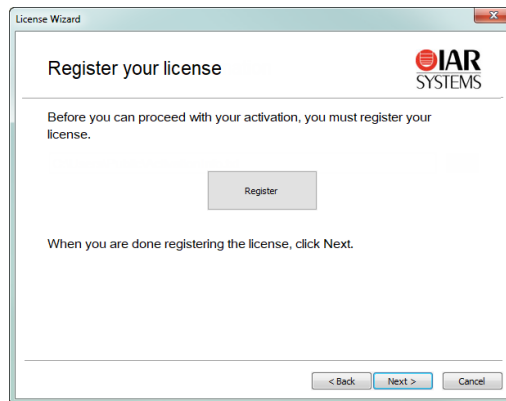 License Wizard
Register your license
IAR
SYSTEMS
Before you can proceed with your activation, you must register your
license.
Register
When you are done registering the license, click Next.
< Back
Next >
Cancel